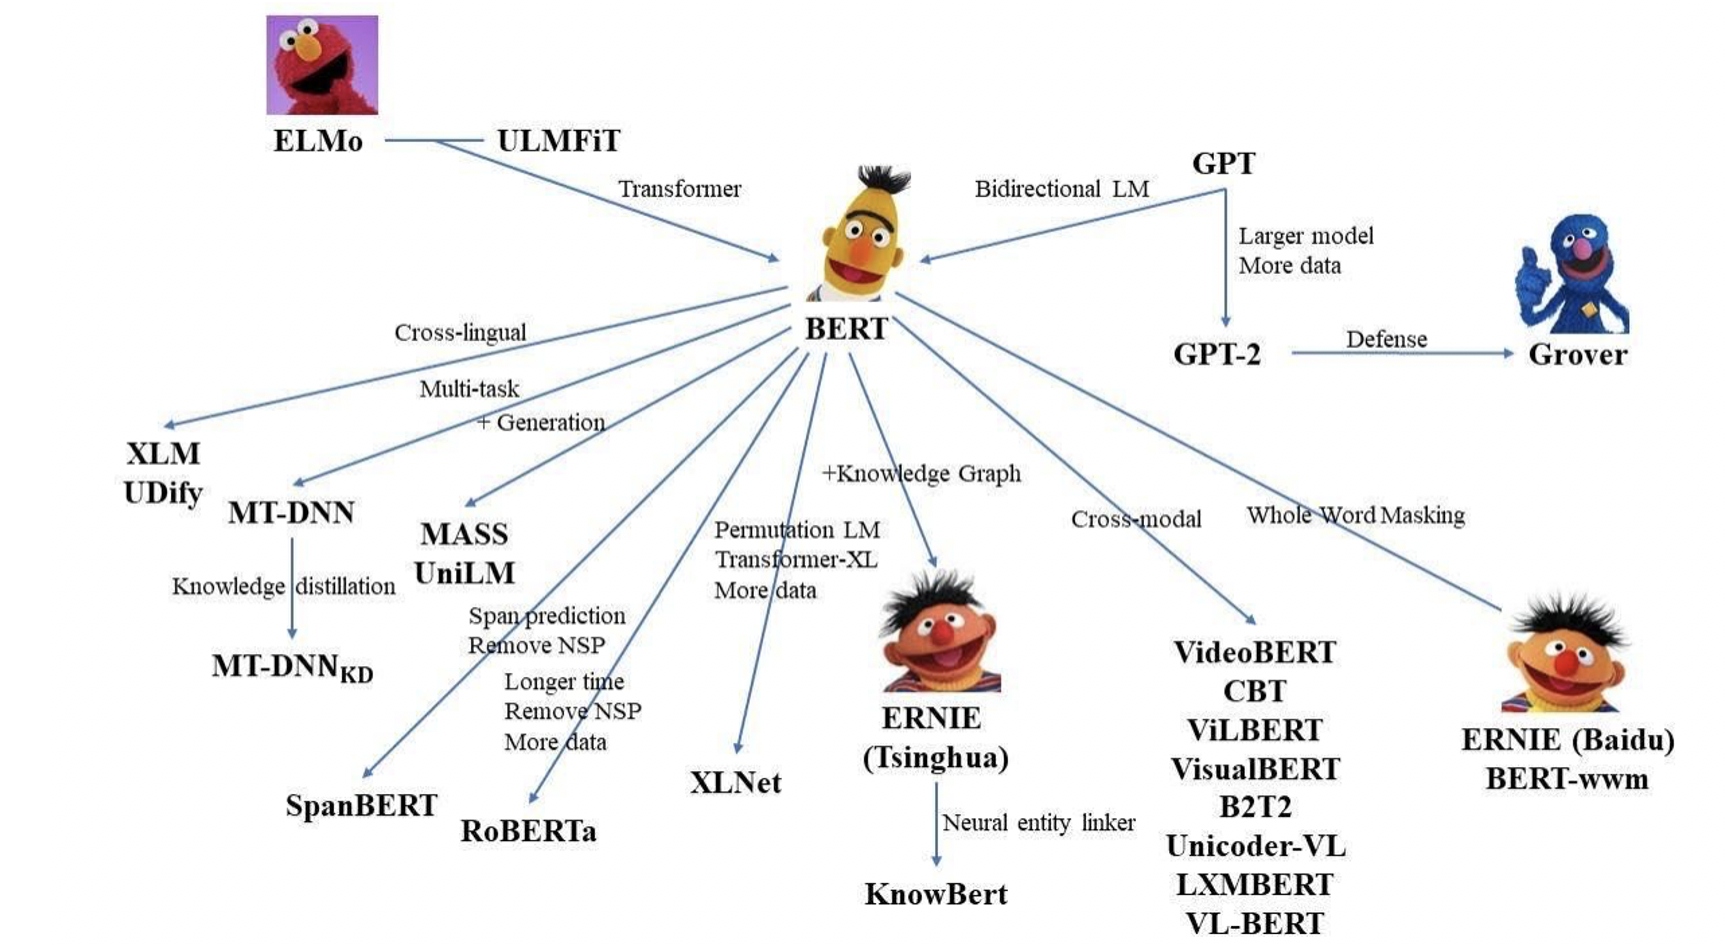 ELMo
ULMFiT
GPT
Transformer
Bidirectional LM
Larger model
More data
BERT
GPT-2
Defense
Grover
Cross-lingual
Multi-task
+ Generation
XLM
UDify
MT-DNN
MASS
UniLM
Knowledge distillation
MT-DNNKD
Span prediction
Remove NSP
Longer time
Remove NSP
More data
Permutation LM
Transformer-XL
More data
+Knowledge Graph
Cross-modal
Whole Word Masking
SpanBERT
RoBERTa
XLNet
ERNIE
(Tsinghua)
Neural entity linker
KnowBert
VideoBERT
CBT
ViLBERT
VisualBERT
B2T2
Unicoder-VL
LXMBERT
VL-BERT
ERNIE (Baidu)
BERT-wwm